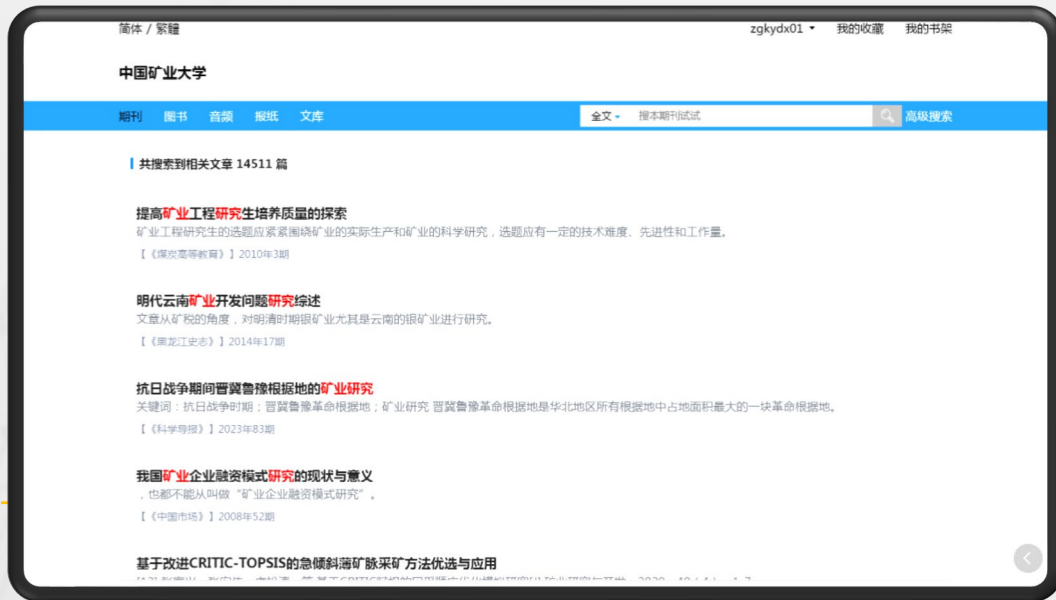 简体 / 繁體
zgkydx01 我的收藏 我的书架
中国矿业大学
期刊 图书 音频 报纸 文库 全文 搜本期刊试试 高级搜索
共搜索到相关文章 14511 篇
提高矿业工程研究生培养质量的探索
矿业工程研究生的选题应紧紧围绕矿业的实际生产和矿业的科学研究，选题应有一定的技术难度、先进性和工作量。
【《煤炭高等教育》】2010年3期
明代云南矿业开发问题研究综述
文章从矿税的角度，对明清时期银矿业尤其是云南的银矿业进行研究。
【《黑龙江史志》】2014年17期
抗日战争期间晋冀鲁豫根据地的矿业研究
关键词：抗日战争时期；晋冀鲁豫革命根据地；矿业研究 晋冀鲁豫革命根据地是华北地区所有根据地中占地面积最大的一块革命根据地。
【《科学导报》】2023年83期
我国矿业企业融资模式研究的现状与意义
，也都不能从叫做“矿业企业融资模式研究”。
【《中国市场》】2008年52期
基于改进CRITIC-TOPSIS的急倾斜薄矿脉采矿方法优选与应用